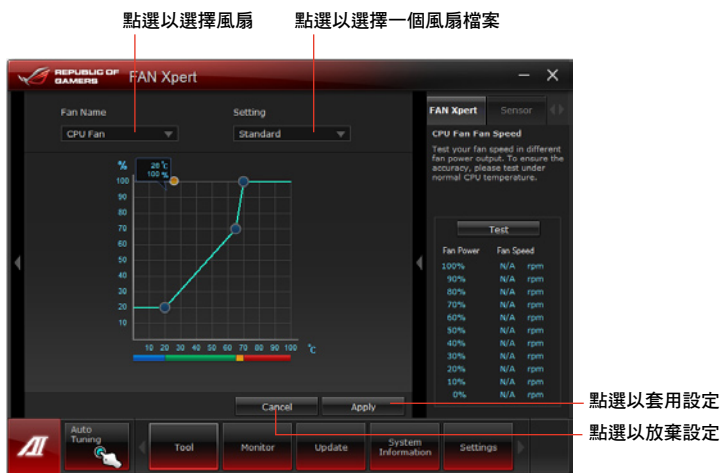 點選以選擇風扇
點選以選擇一個風扇檔案
REPUBLIC OF
GAMERS
FAN Xpert
Fan Name
Setting
CPU Fan
Standard
%
26 °c
100 %
100
90
80
70
60
50
40
30
20
10
10 20 30 40 50 60 70 80 90 100 °c
Cancel
Apply
FAN Xpert
Sensor
CPU Fan Fan Speed
Test your fan speed in different
fan power output. To ensure the
accuracy, please test under
normal CPU temperature.
Test
Fan Power Fan Speed
100% N/A rpm
90% N/A rpm
80% N/A rpm
70% N/A rpm
60% N/A rpm
50% N/A rpm
40% N/A rpm
30% N/A rpm
20% N/A rpm
10% N/A rpm
0% N/A rpm
點選以套用設定
點選以放棄設定
Auto
Tuning
Tool
Monitor
Update
System
Information
Settings